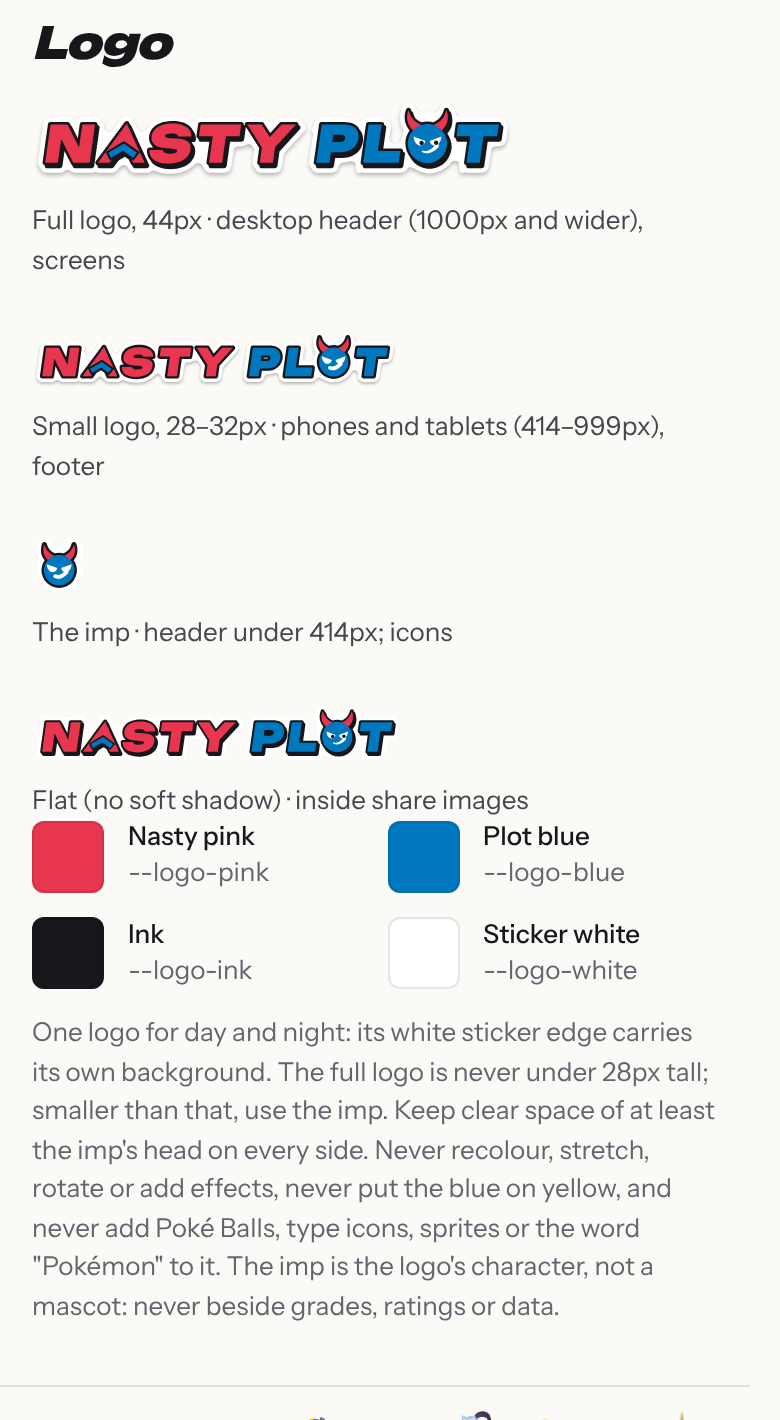 Logo
NASTY PLOT
Full logo, 44px · desktop header (1000px and wider),
screens
NASTY PLOT
Small logo, 28–32px · phones and tablets (414–999px),
footer
The imp · header under 414px; icons
NASTY PLOT
Flat (no soft shadow) · inside share images
Nasty pink
--logo-pink
Plot blue
--logo-blue
Ink
--logo-ink
Sticker white
--logo-white
One logo for day and night: its white sticker edge carries
its own background. The full logo is never under 28px tall;
smaller than that, use the imp. Keep clear space of at least
the imp's head on every side. Never recolour, stretch,
rotate or add effects, never put the blue on yellow, and
never add Poké Balls, type icons, sprites or the word
"Pokémon" to it. The imp is the logo's character, not a
mascot: never beside grades, ratings or data.